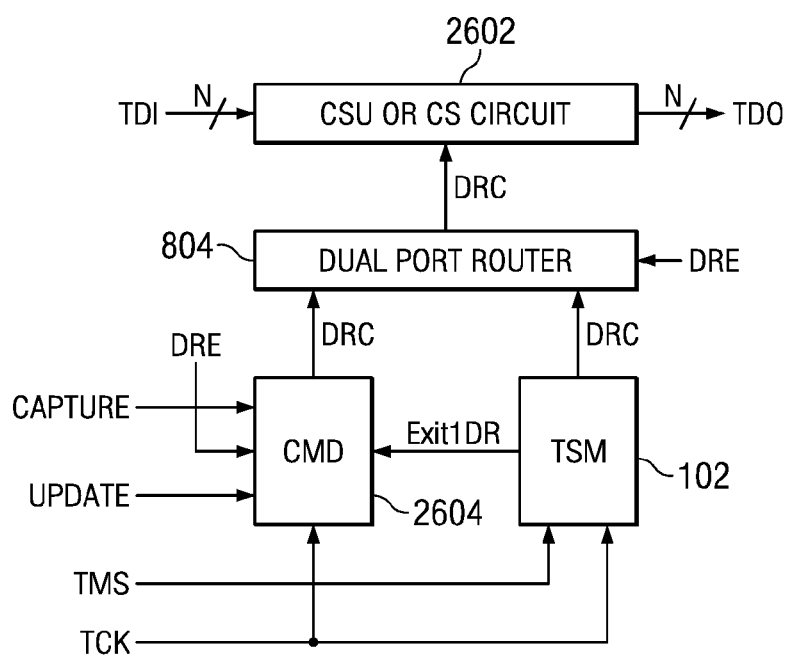 2602
TDI
N
CSU OR CS CIRCUIT
N
TDO
DRC
804
DUAL PORT ROUTER
DRE
DRE
DRC
DRC
CAPTURE
CMD
Exit1DR
TSM
102
UPDATE
2604
TMS
TCK